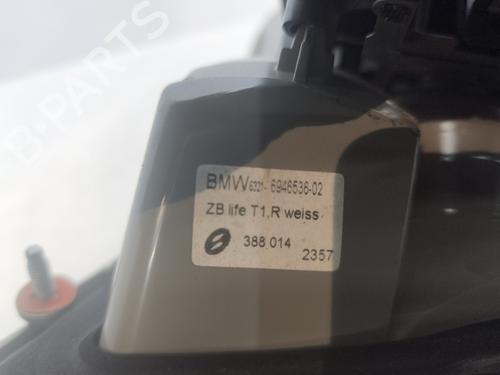 B-PARTS
BMW 6321- 6946536-02
ZB life T1,R weiss
388 014
2357